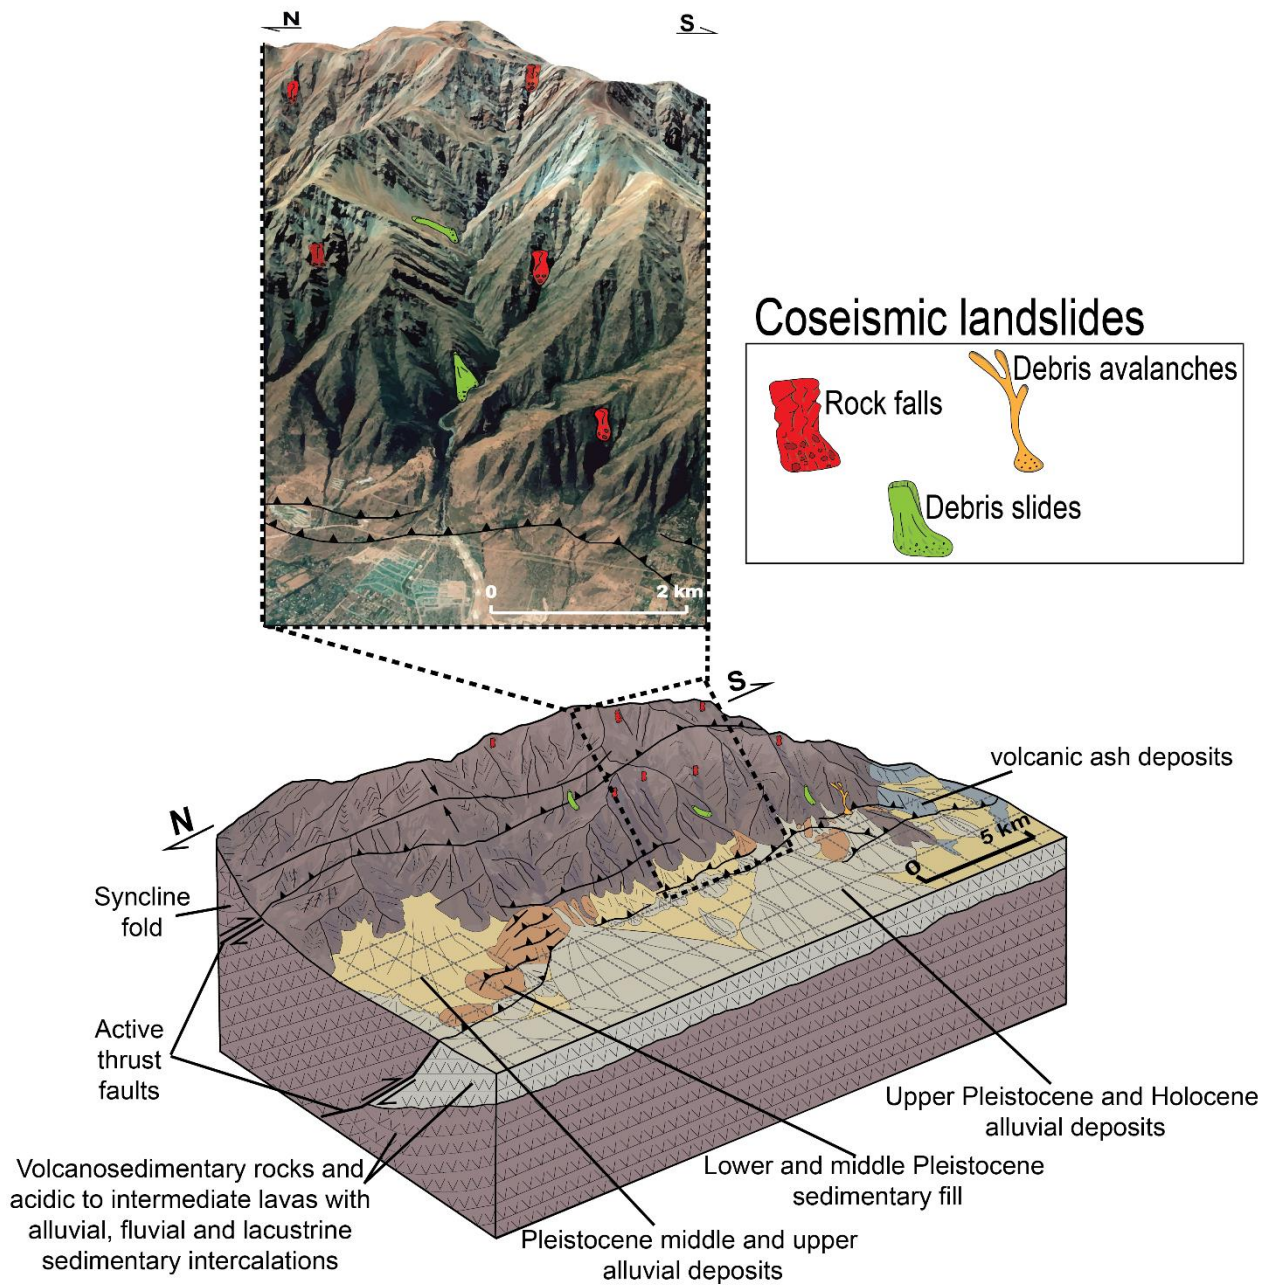 N
S
0
2 km
Coseismic landslides
Rock falls
Debris avalanches
Debris slides
S
N
volcanic ash deposits
0
5 km
Syncline
fold
Active
thrust
faults
Volcanosedimentary rocks and
acidic to intermediate lavas with
alluvial, fluvial and lacustrine
sedimentary intercalations
Upper Pleistocene and Holocene
alluvial deposits
Lower and middle Pleistocene
sedimentary fill
Pleistocene middle and upper
alluvial deposits